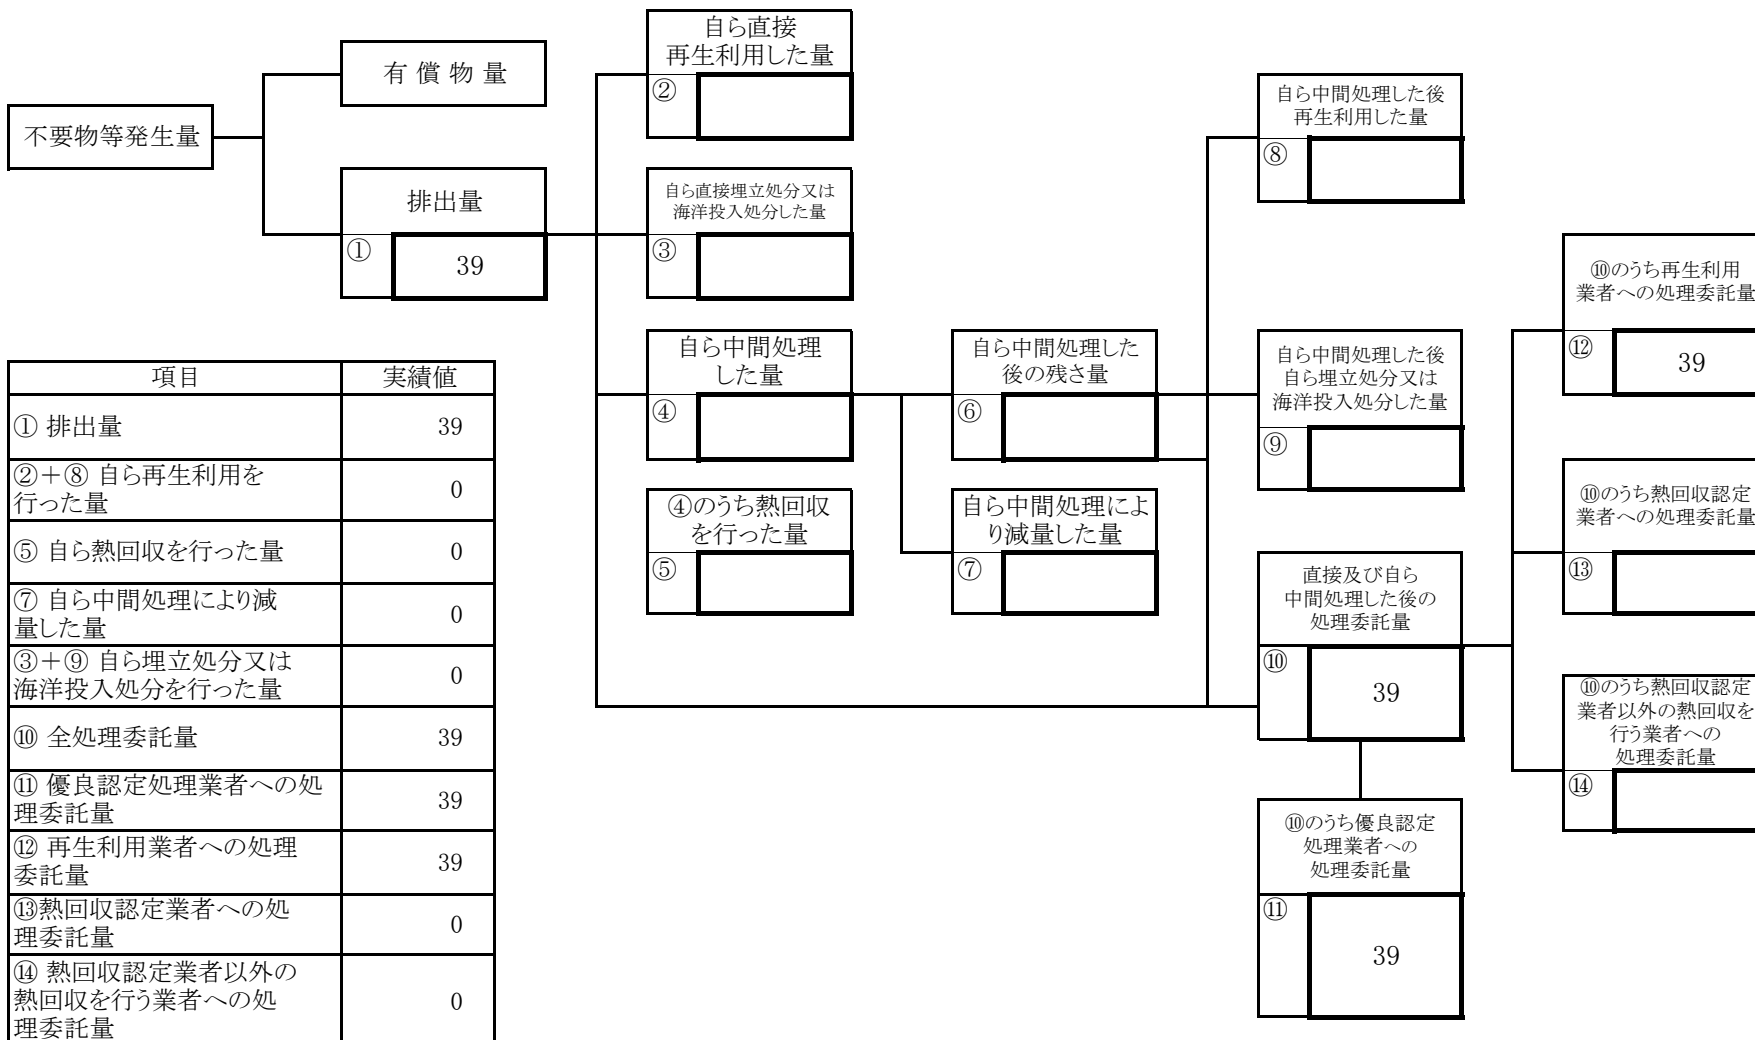 自ら直接
再生利用した量
②
有 償 物 量
不要物等発生量
排出量
①
39
自ら直接埋立処分又は
海洋投入処分した量
③
自ら中間処理
した量
④
④のうち熱回収
を行った量
⑤
自ら中間処理した
後の残さ量
⑥
自ら中間処理によ
り減量した量
⑦
自ら中間処理した後
再生利用した量
⑧
自ら中間処理した後
自ら埋立処分又は
海洋投入処分した量
⑨
直接及び自ら
中間処理した後の
処理委託量
⑩
39
⑩のうち優良認定
処理業者への
処理委託量
⑪
39
⑩のうち再生利用
業者への処理委託量
⑫
39
⑩のうち熱回収認定
業者への処理委託量
⑬
⑩のうち熱回収認定
業者以外の熱回収を
行う業者への
処理委託量
⑭
項目 実績値
① 排出量 39
②+⑧ 自ら再生利用を
行った量 0
⑤ 自ら熱回収を行った量 0
⑦ 自ら中間処理により減
量した量 0
③+⑨ 自ら埋立処分又は
海洋投入処分を行った量 0
⑩ 全処理委託量 39
⑪ 優良認定処理業者への処
理委託量 39
⑫ 再生利用業者への処理
委託量 39
⑬熱回収認定業者への処
理委託量 0
⑭ 熱回収認定業者以外の
熱回収を行う業者への処
理委託量 0